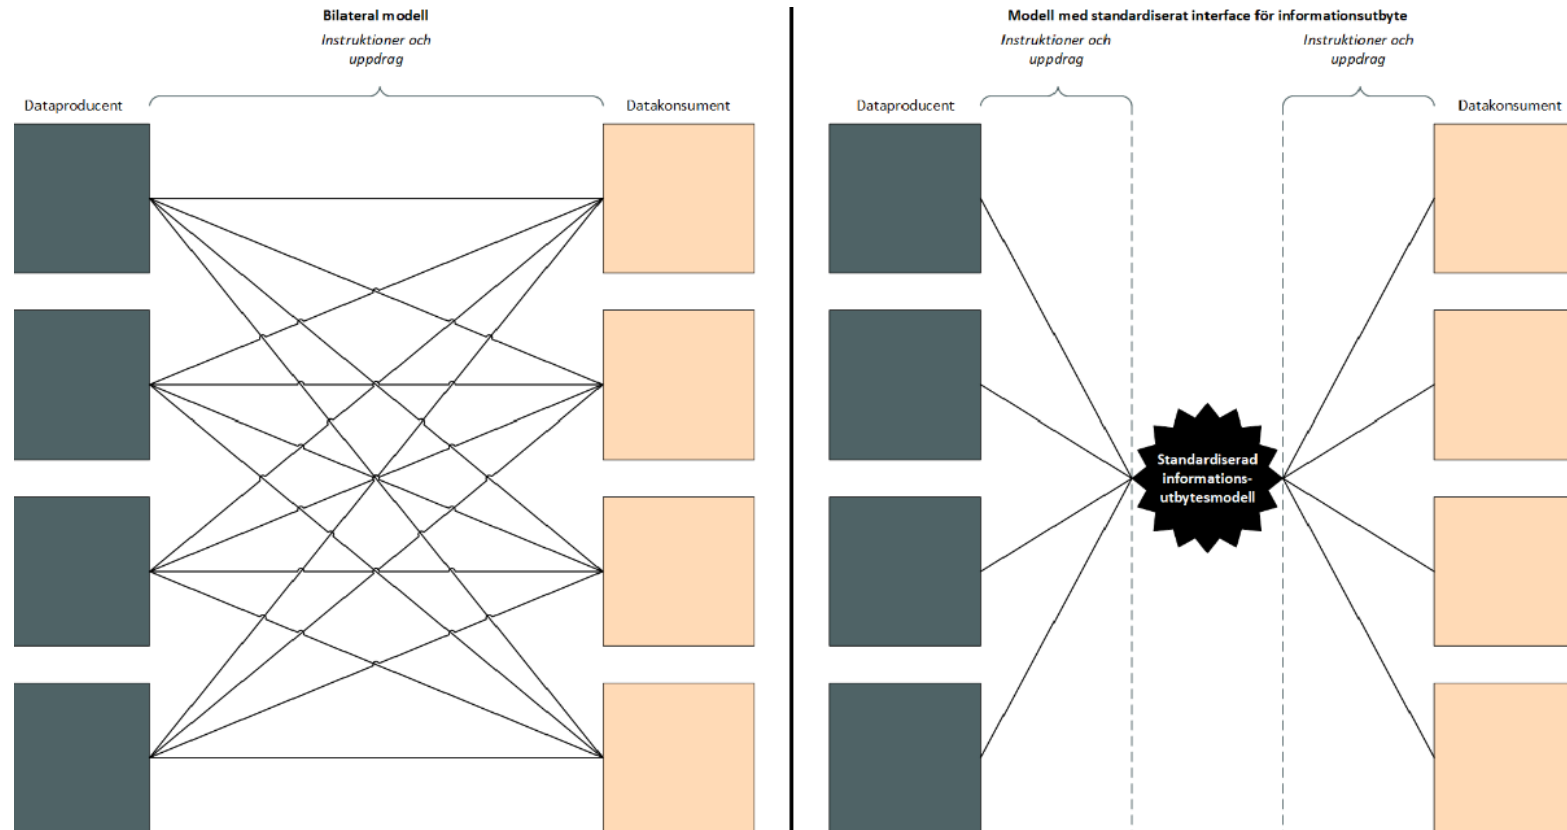 Bilateral modell
Instruktioner och
uppdrag
Dataproducent
Datakonsument
Modell med standardiserat interface för informationsutbyte
Instruktioner och
uppdrag
Instruktioner och
uppdrag
Dataproducent
Datakonsument
Standardiserad
informations-
utbytesmodell